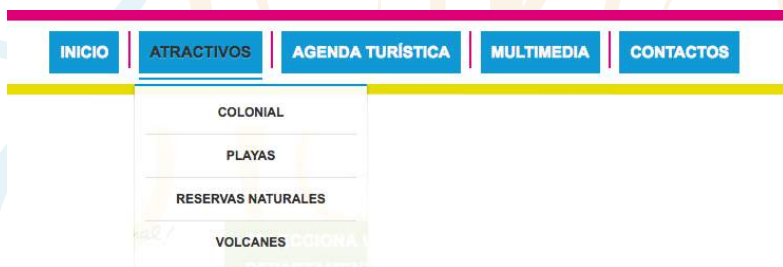 INICIO ATRACTIVOS AGENDA TURÍSTICA MULTIMEDIA CONTACTOS
COLONIAL
PLAYAS
RESERVAS NATURALES
VOLCANES